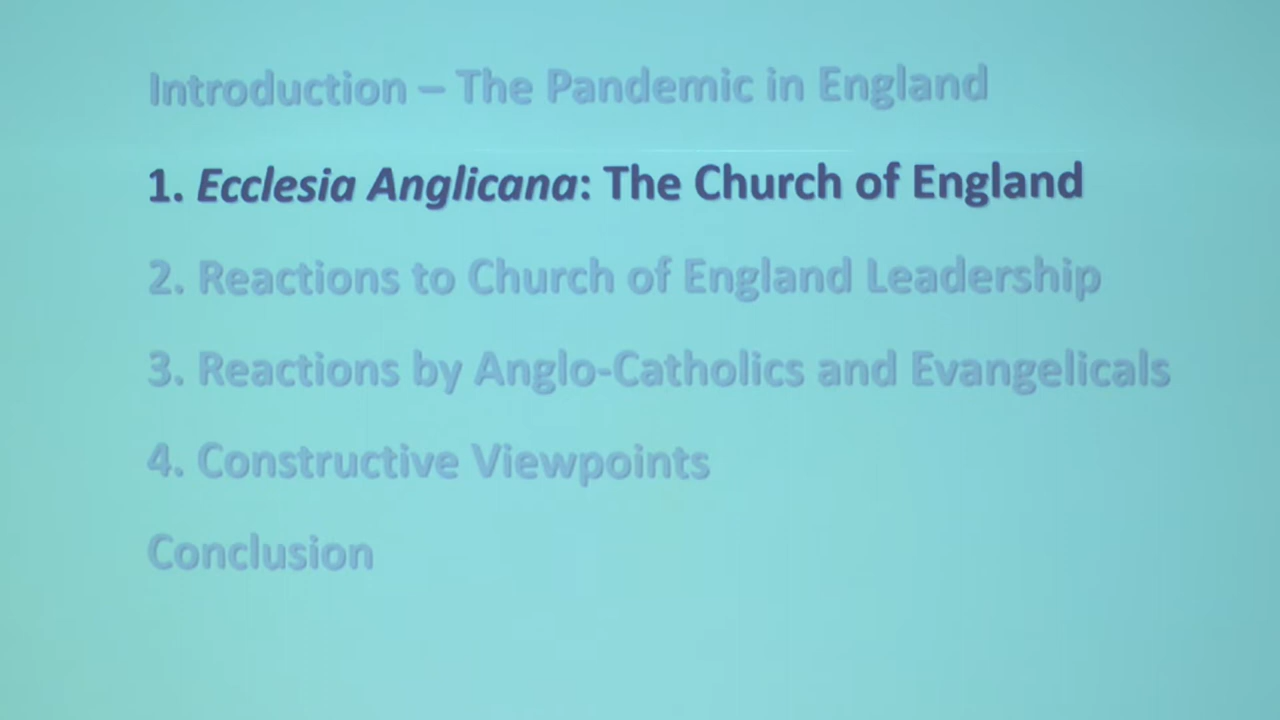 Introduction – The Pandemic in England
1. Ecclesia Anglicana: The Church of England
2. Reactions to Church of England Leadership
3. Reactions by Anglo-Catholics and Evangelicals
4. Constructive Viewpoints
Conclusion